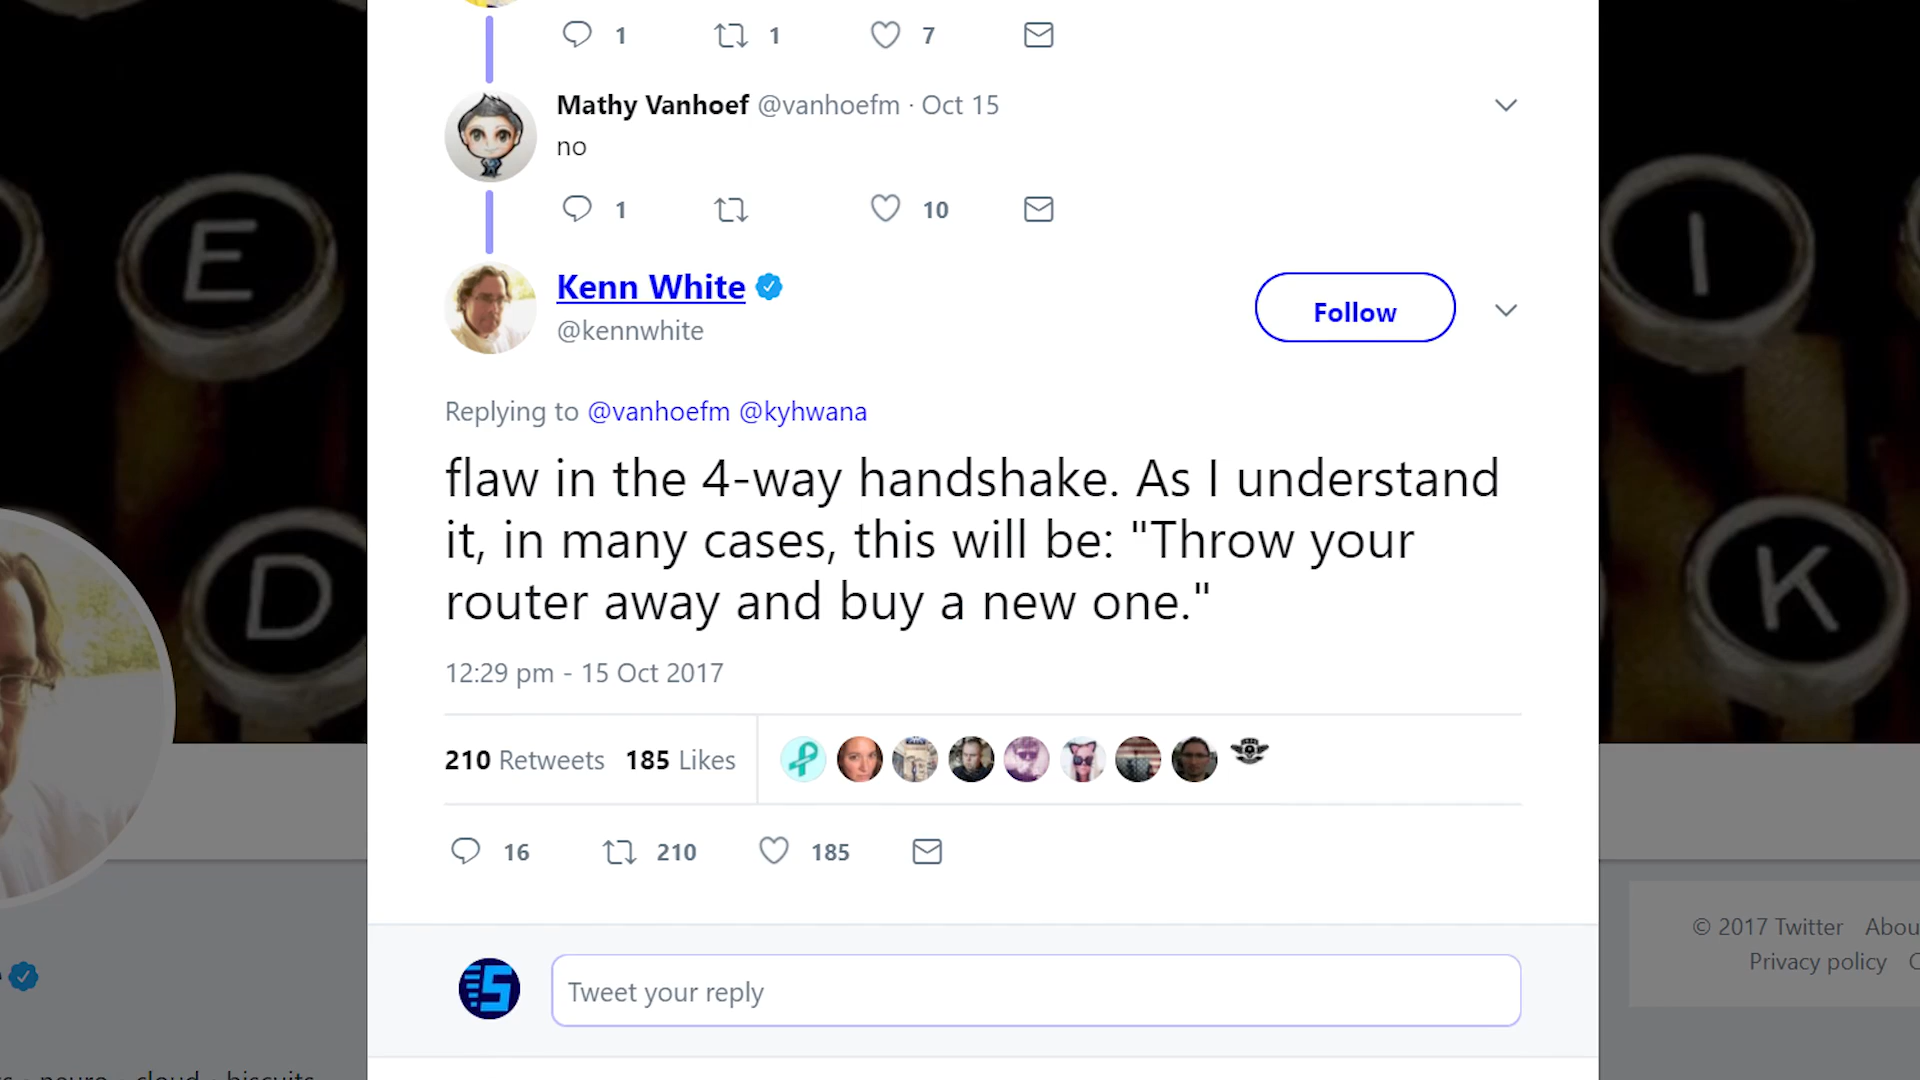 1 1 7
Mathy Vanhoef @vanhoefm · Oct 15
no
1 10
Kenn White
@kennwhite
Follow
Replying to @vanhoefm @kyhwana
flaw in the 4-way handshake. As I understand
it, in many cases, this will be: "Throw your
router away and buy a new one."
12:29 pm - 15 Oct 2017
210 Retweets 185 Likes
16 210 185
Tweet your reply
E
D
I
K
© 2017 Twitter Abou
Privacy policy
neuro cloud biscuits